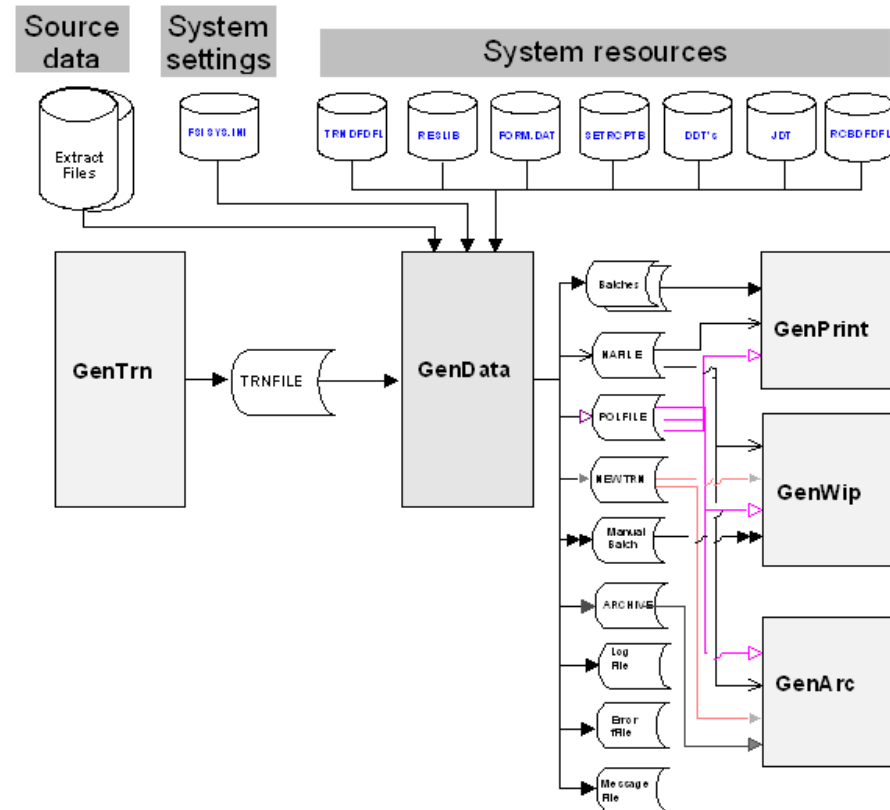 Source data
System settings
System resources
Extract Files
FSISYS.INI
TRNDFDFL
RESLIB
FORM.DAT
SETRCPTB
DDT's
JDT
RCBDFDFL
GenTrn
TRNFILE
GenData
Batches
NAFILE
POLFILE
NEWTRN
Manual Batch
ARCHIVE
Log File
Error fFile
Message File
GenPrint
GenWip
GenArc